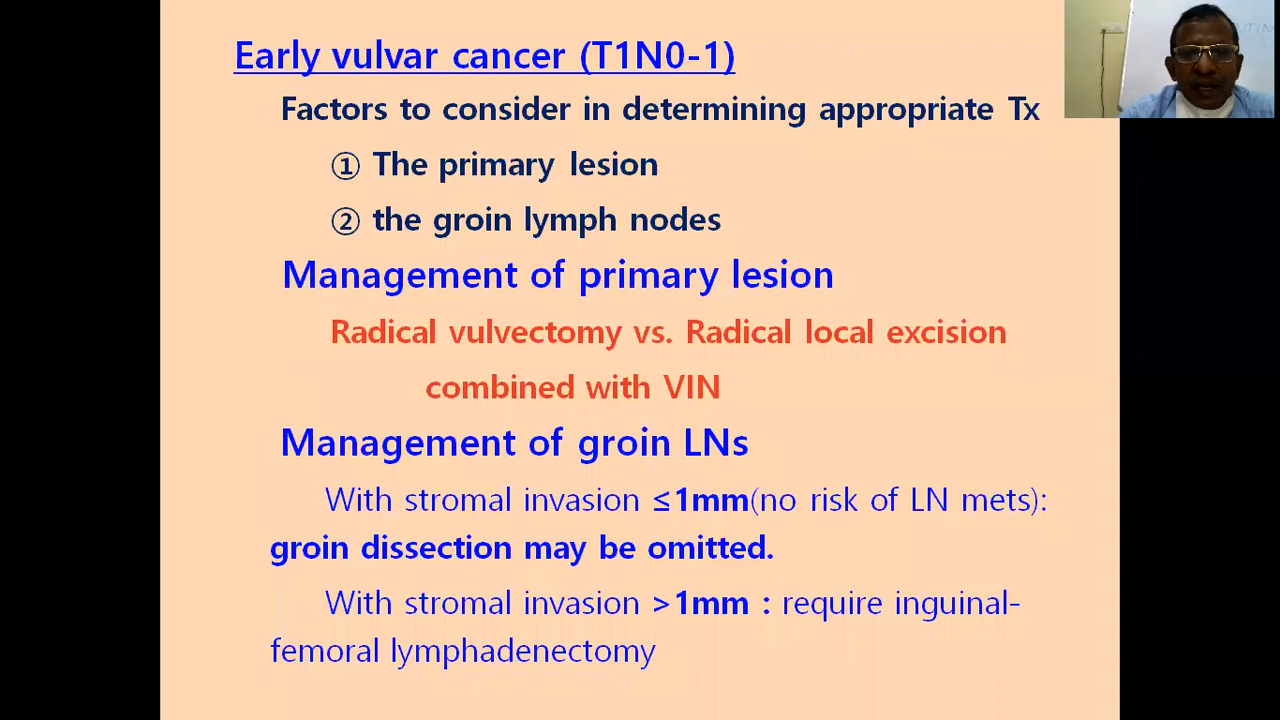 Early vulvar cancer (T1N0-1)
Factors to consider in determining appropriate Tx
① The primary lesion
② the groin lymph nodes
Management of primary lesion
Radical vulvectomy vs. Radical local excision
combined with VIN
Management of groin LNs
With stromal invasion ≤1mm(no risk of LN mets):
groin dissection may be omitted.
With stromal invasion >1mm : require inguinal-
femoral lymphadenectomy